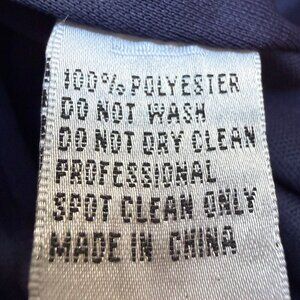 100% POLYESTER
DO NOT WASH
DO NOT DRY CLEAN
PROFESSIONAL
SPOT CLEAN ONLY
MADE IN CHINA